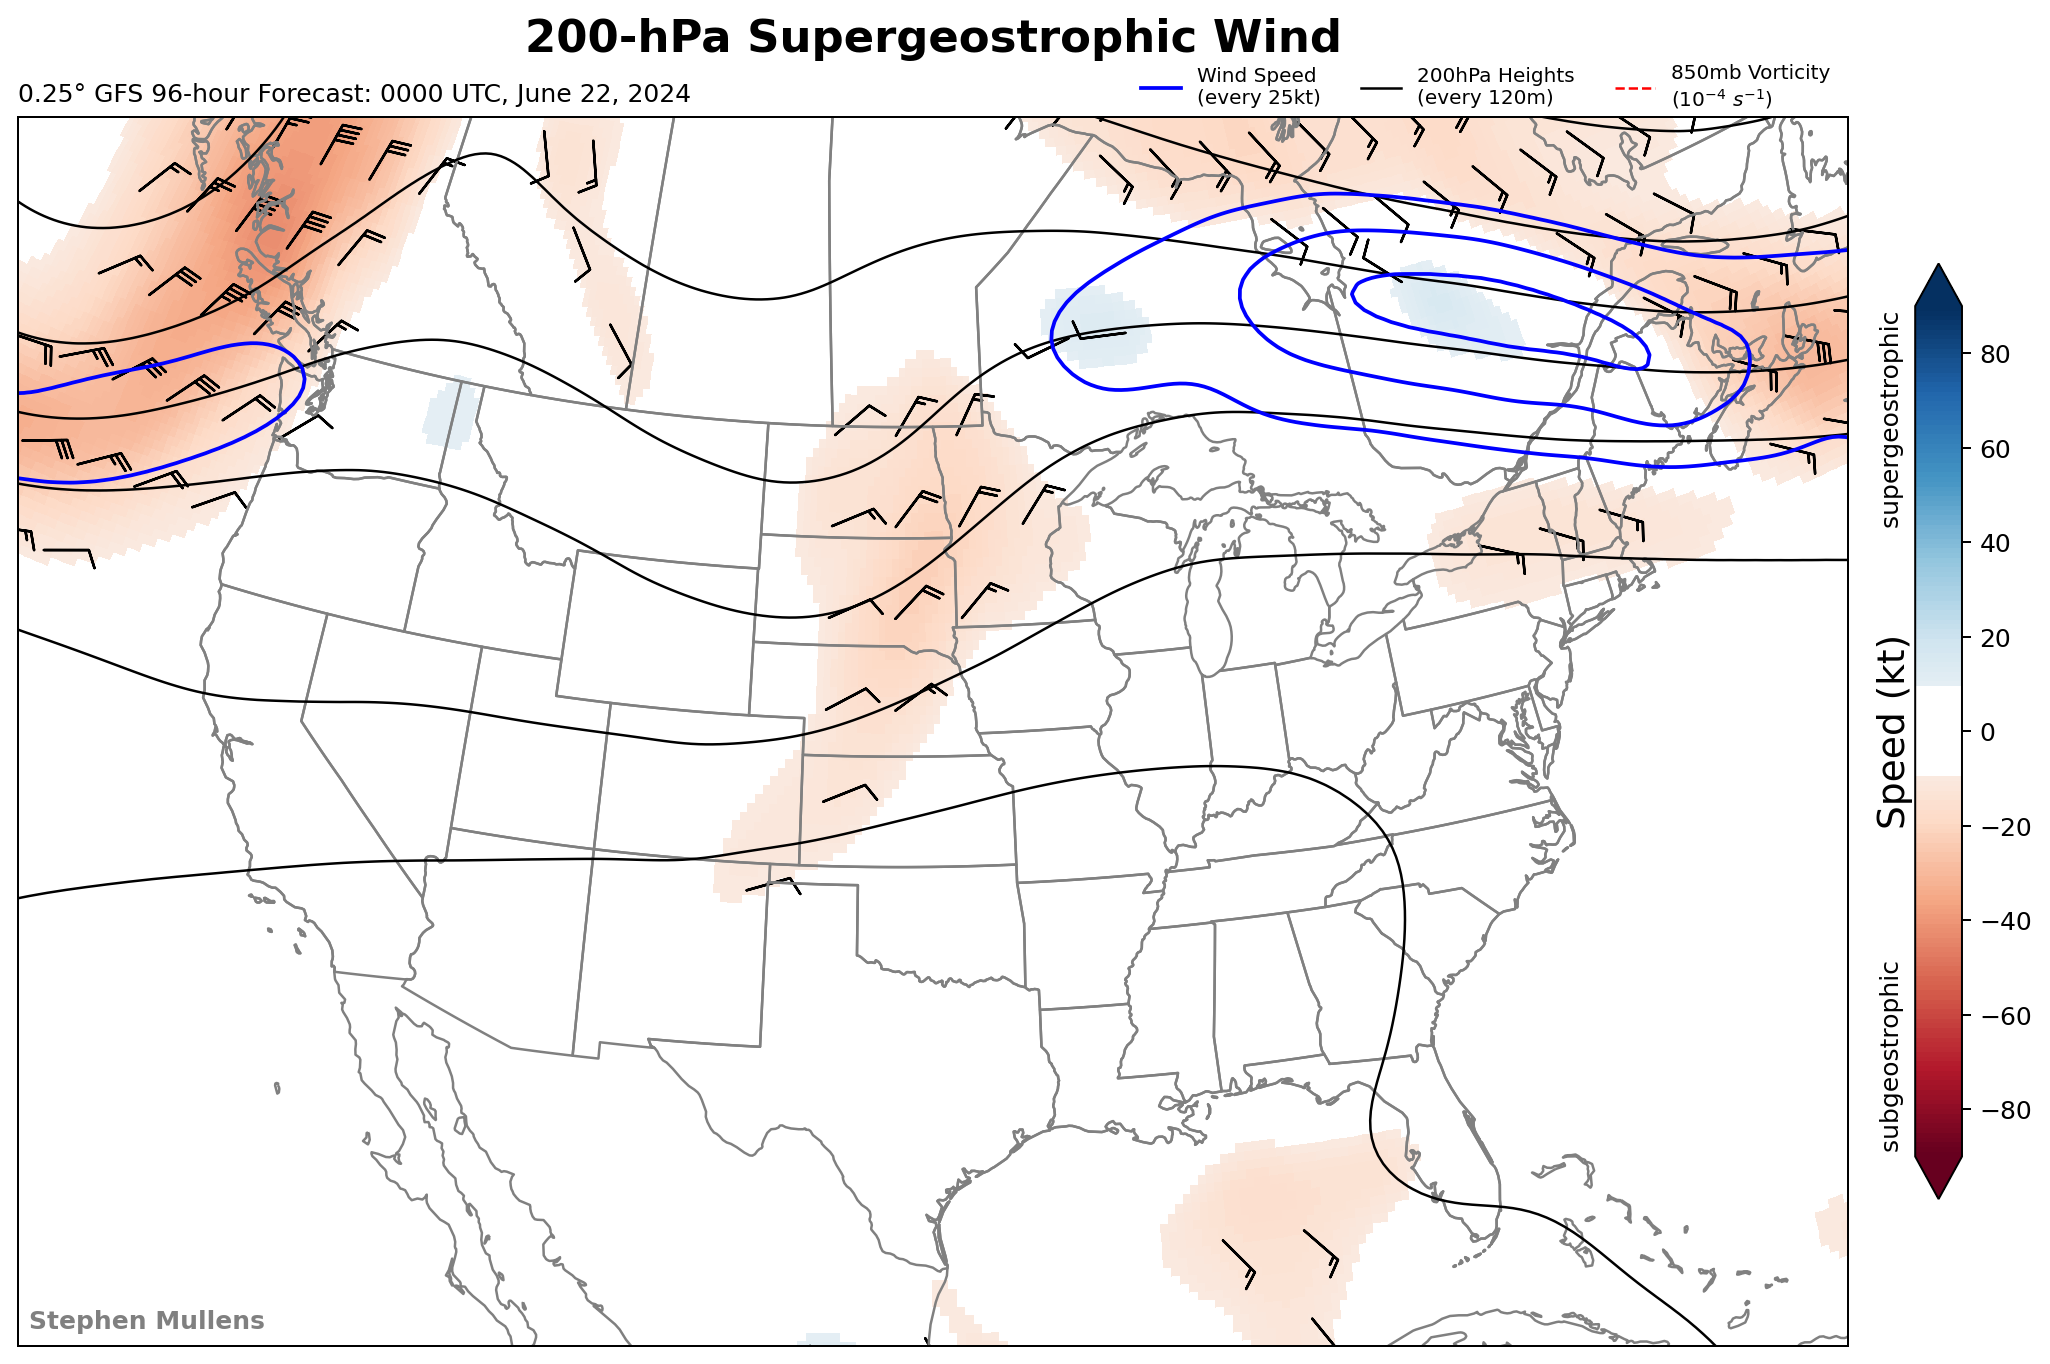 200-hPa Supergeostrophic Wind
0.25° GFS 96-hour Forecast: 0000 UTC, June 22, 2024
Wind Speed
(every 25kt)
200hPa Heights
(every 120m)
850mb Vorticity
(10⁻⁴ s⁻¹)
supergeostrophic
Speed (kt)
subgeostrophic
80
60
40
20
0
−20
−40
−60
−80
Stephen Mullens